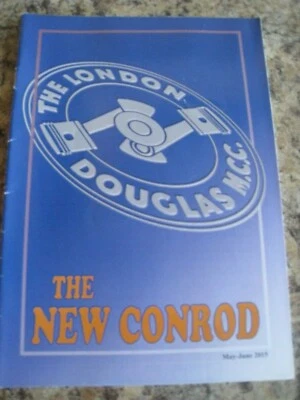 THE LONDON
DOUGLAS M.C.C.
THE
NEW CONROD
May-June 2015